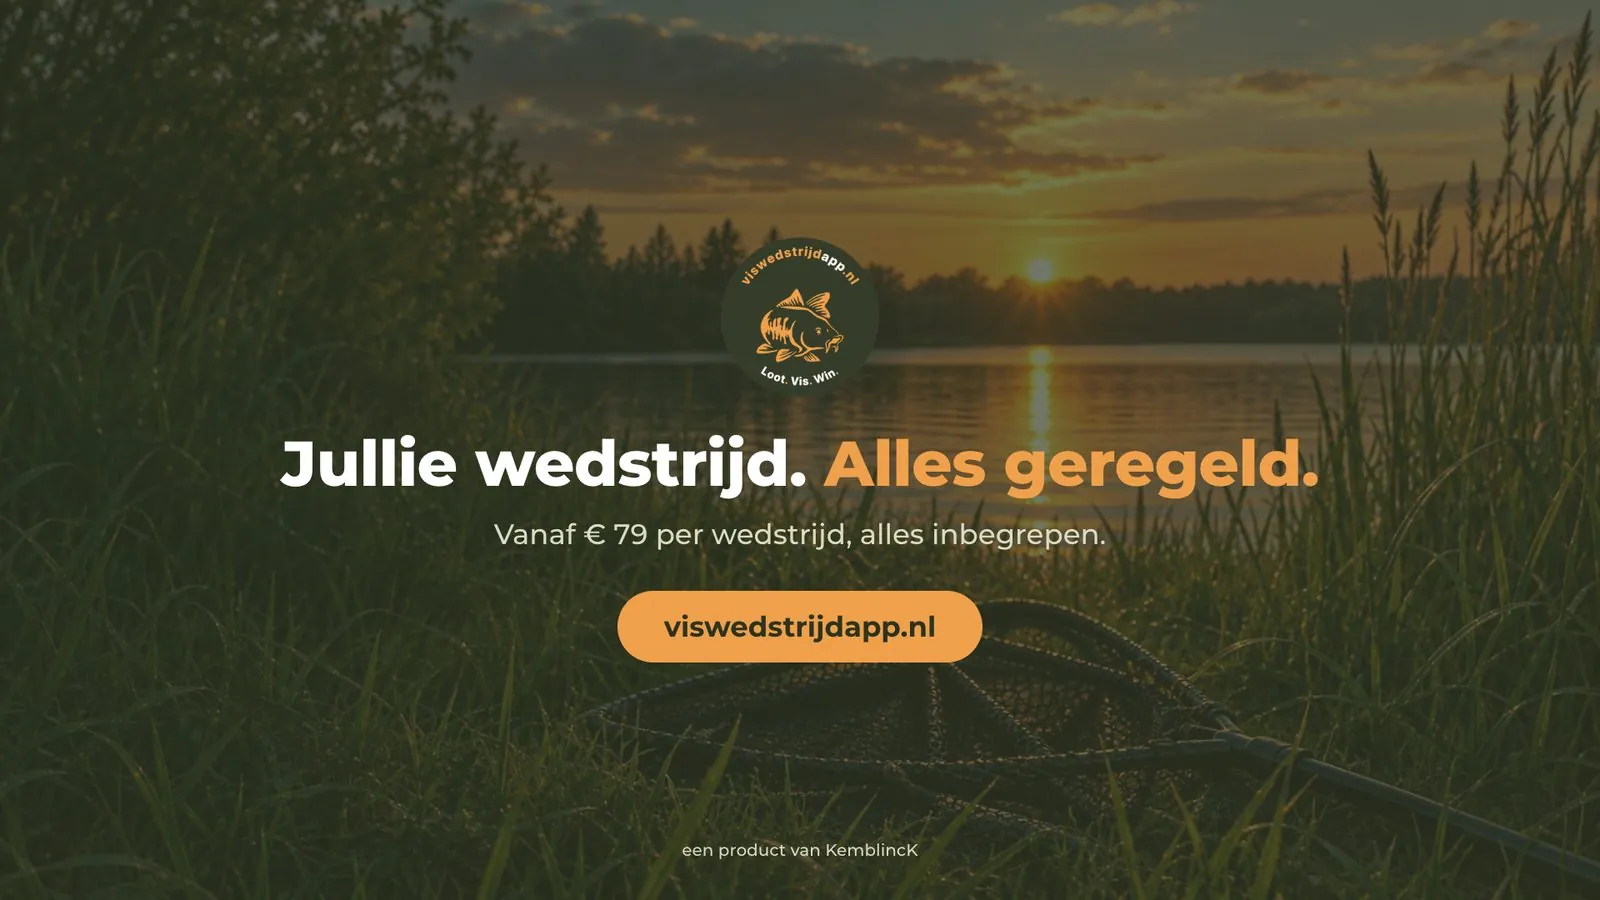 viswedstrijdapp.nl
Loot. Vis. Win.
Jullie wedstrijd. Alles geregeld.
Vanaf € 79 per wedstrijd, alles inbegrepen.
viswedstrijdapp.nl
een product van KemblincK